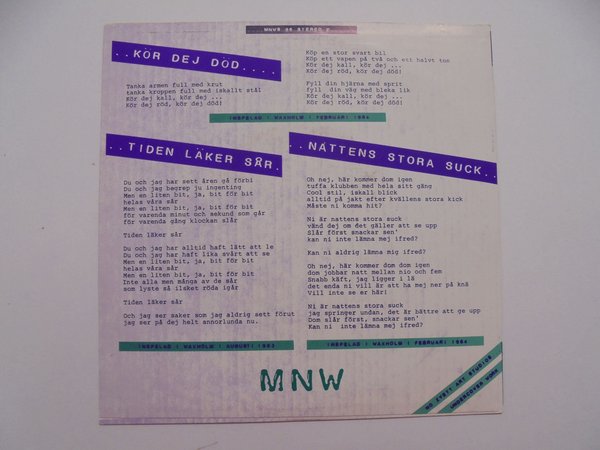 MNWS 86 STEREO P
..KÖR DEJ DÖD....
Tanka armen full med krut
tanka kroppen full med iskallt stål
Kör dej kall, kör dej ...
Kör dej röd, kör dej död!
Köp en stor svart bil
Köp ett vapen på två och ett halvt ton
Kör dej kall, kör dej ...
Kör dej röd, kör dej död!
Fyll din hjärna med sprit
fyll din väg med bleka lik
Kör dej kall, kör dej ...
Kör dej röd, kör dej död!
INSPELAD I WAXHOLM I FEBRUARI 1984
..TIDEN LÄKER SÅR.
Du och jag har sett åren gå förbi
Du och jag begrep ju ingenting
Men en liten bit, ja, bit för bit
helas våra sår
Men en liten bit, ja, bit för bit
för varenda minut och sekund som går
för varenda gång klockan slår
Tiden läker sår
Du och jag har alltid haft lätt att le
Du och jag har haft lika svårt att se
Men en liten bit, ja, bit för bit
helas våra sår
Men en liten bit, ja, bit för bit
Inte alla men många av de sår
som lyste så ilsket röda igår
Tiden läker sår
Och jag ser saker som jag aldrig sett förut
jag ser på dej helt annorlunda nu.
INSPELAD I WAXHOLM I AUGUSTI 1983
..NATTENS STORA SUCK..
Oh nej, här kommer dom igen
tuffa klubben med hela sitt gäng
Cool stil, iskall blick
alltid på jakt efter kvällens stora kick
Måste ni komma hit?
Ni är nattens stora suck
vänd dej om det gäller att se upp
Slår först snackar sen'
kan ni inte lämna mej ifred?
Kan ni aldrig lämna mig ifred?
Oh nej, här kommer dom dom igen
dom jobbar natt mellan nio och fem
Snabb käft, jag ligger i lä
det enda ni vill är att ha mej ner på knä
Vill inte se er här!
Ni är nattens stora suck
jag springer undan, det är bättre att ge upp
Dom slår först, snackar sen'
Kan ni inte lämna mej ifred?
INSPELAD I WAXHOLM I FEBRUARI 1984
MNW
NO SVETT ART STUDIOS
UNDERCOVER WORK